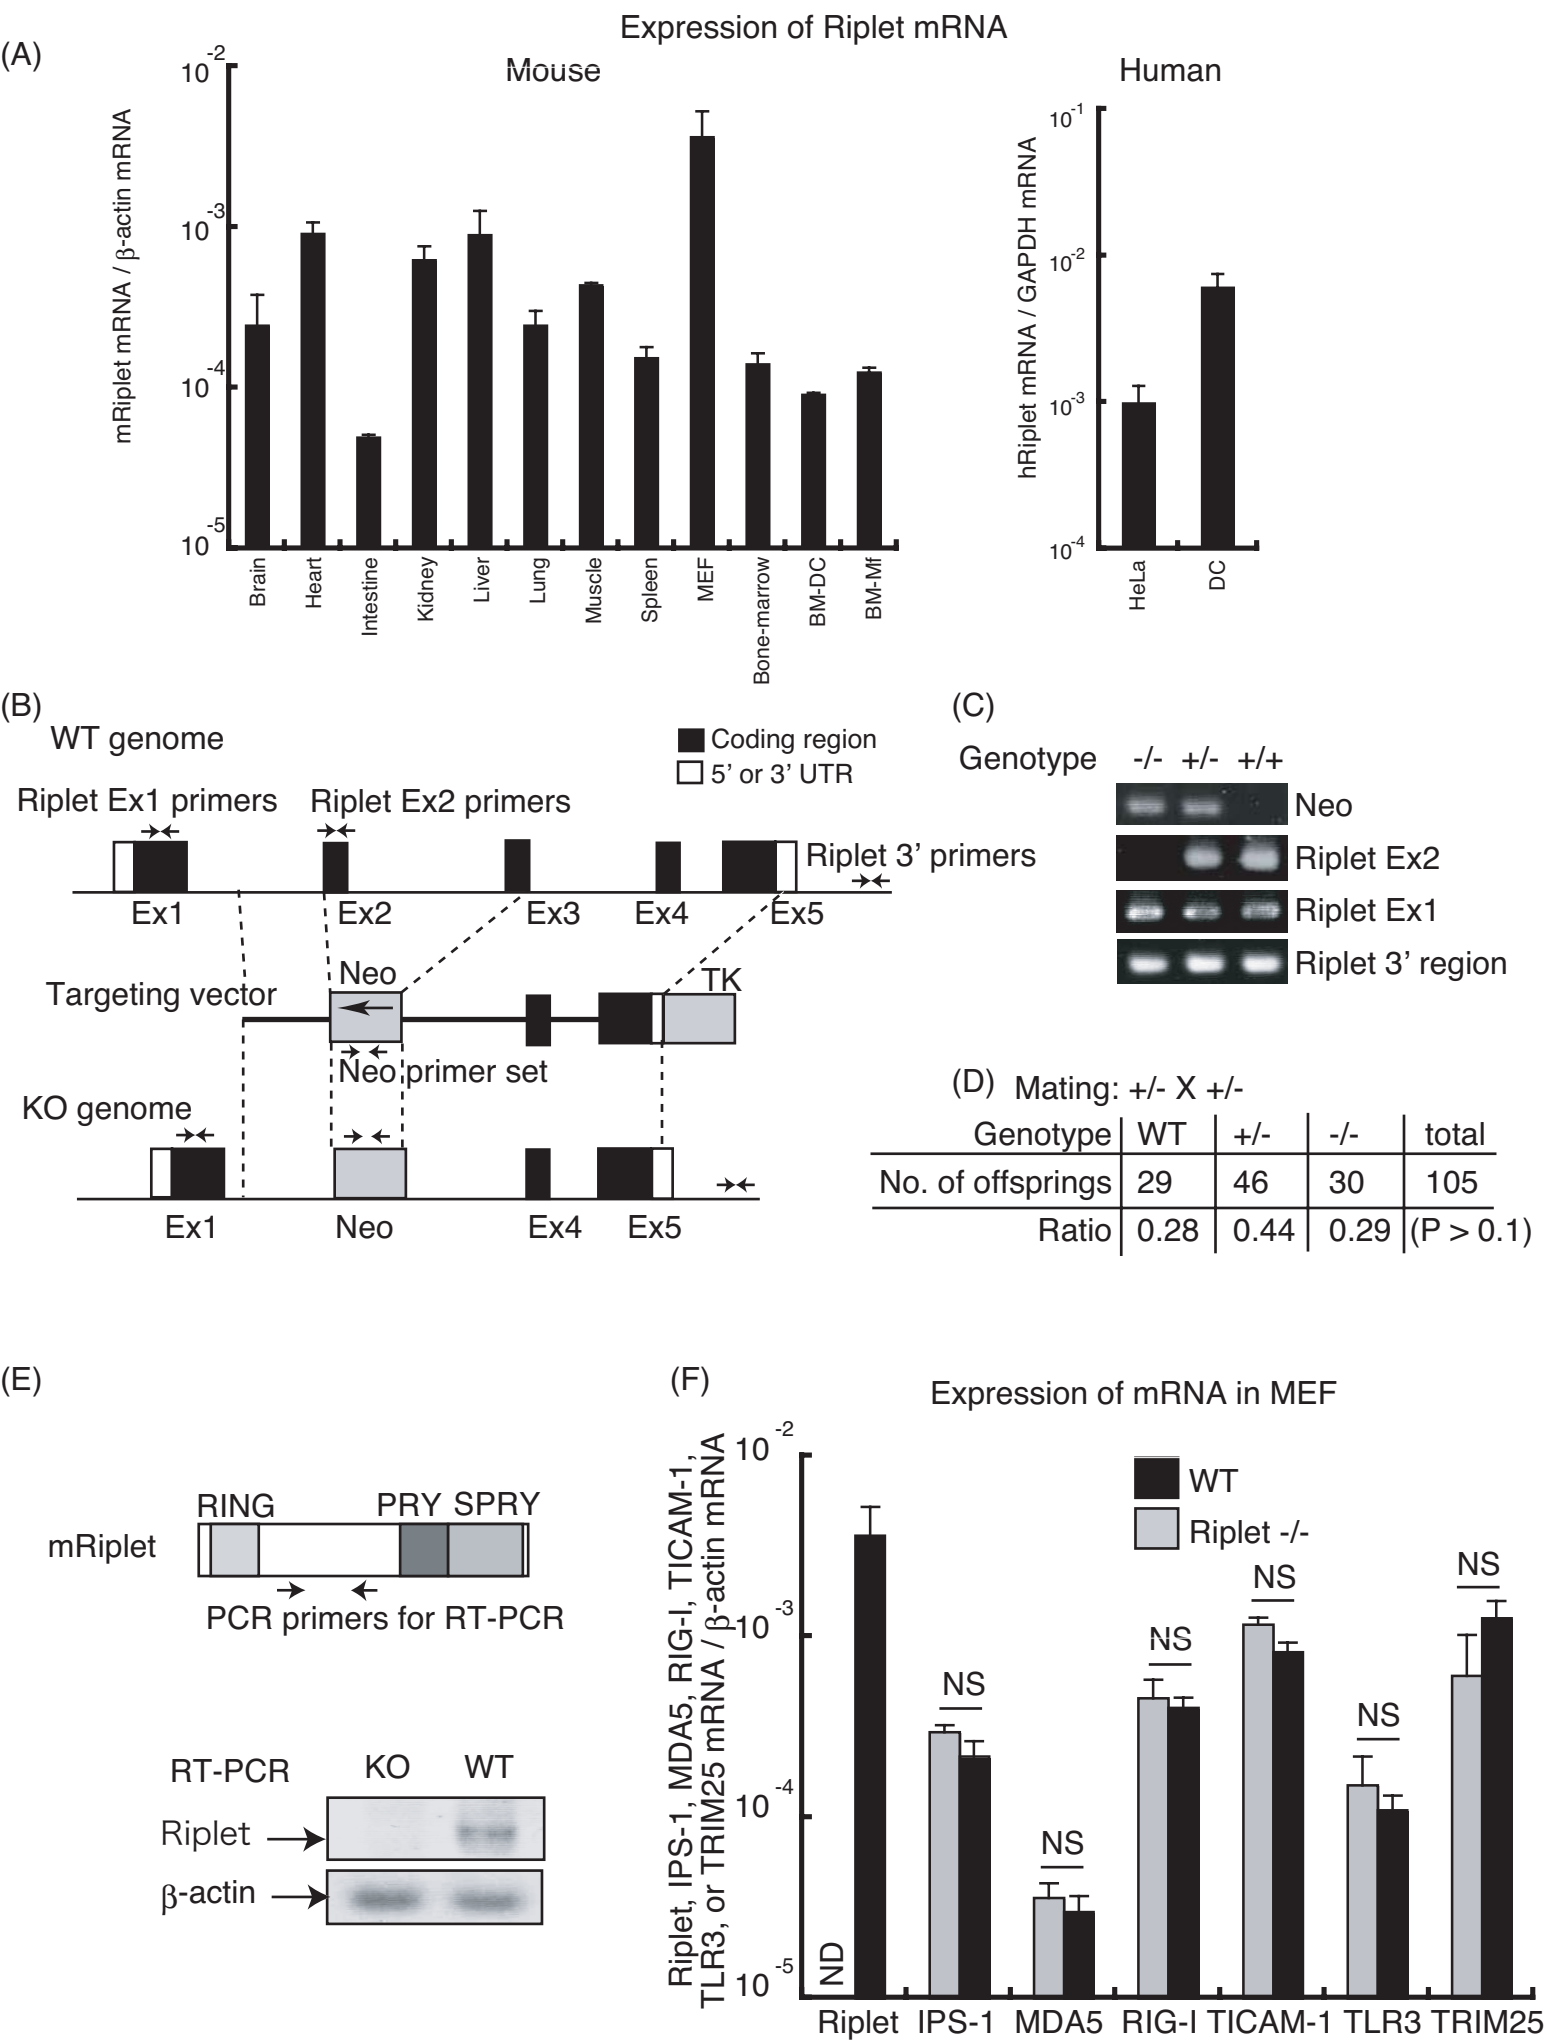 Expression of Riplet mRNA
(A)
Mouse
Human
mRiplet mRNA / β-actin mRNA
10-2
10-3
10-4
10-5
Brain
Heart
Intestine
Kidney
Liver
Lung
Muscle
Spleen
MEF
Bone-marrow
BM-DC
BM-Mf
hRiplet mRNA / GAPDH mRNA
10-1
10-2
10-3
10-4
HeLa
DC
(B)
WT genome
Coding region
5' or 3' UTR
Riplet Ex1 primers
Riplet Ex2 primers
Riplet 3' primers
Ex1
Ex2
Ex3
Ex4
Ex5
Targeting vector
Neo
TK
Neo primer set
KO genome
Ex1
Neo
Ex4
Ex5
(C)
Genotype -/- +/- +/+
Neo
Riplet Ex2
Riplet Ex1
Riplet 3' region
(D) Mating: +/- X +/-
Genotype WT +/- -/- total
No. of offsprings 29 46 30 105
Ratio 0.28 0.44 0.29 (P > 0.1)
(E)
RING PRY SPRY
mRiplet
PCR primers for RT-PCR
RT-PCR KO WT
Riplet
β-actin
(F)
Expression of mRNA in MEF
Riplet, IPS-1, MDA5, RIG-I, TICAM-1,
TLR3, or TRIM25 mRNA / β-actin mRNA
10-2
10-3
10-4
10-5
WT
Riplet -/-
ND
NS
NS
NS
NS
NS
NS
Riplet IPS-1 MDA5 RIG-I TICAM-1 TLR3 TRIM25